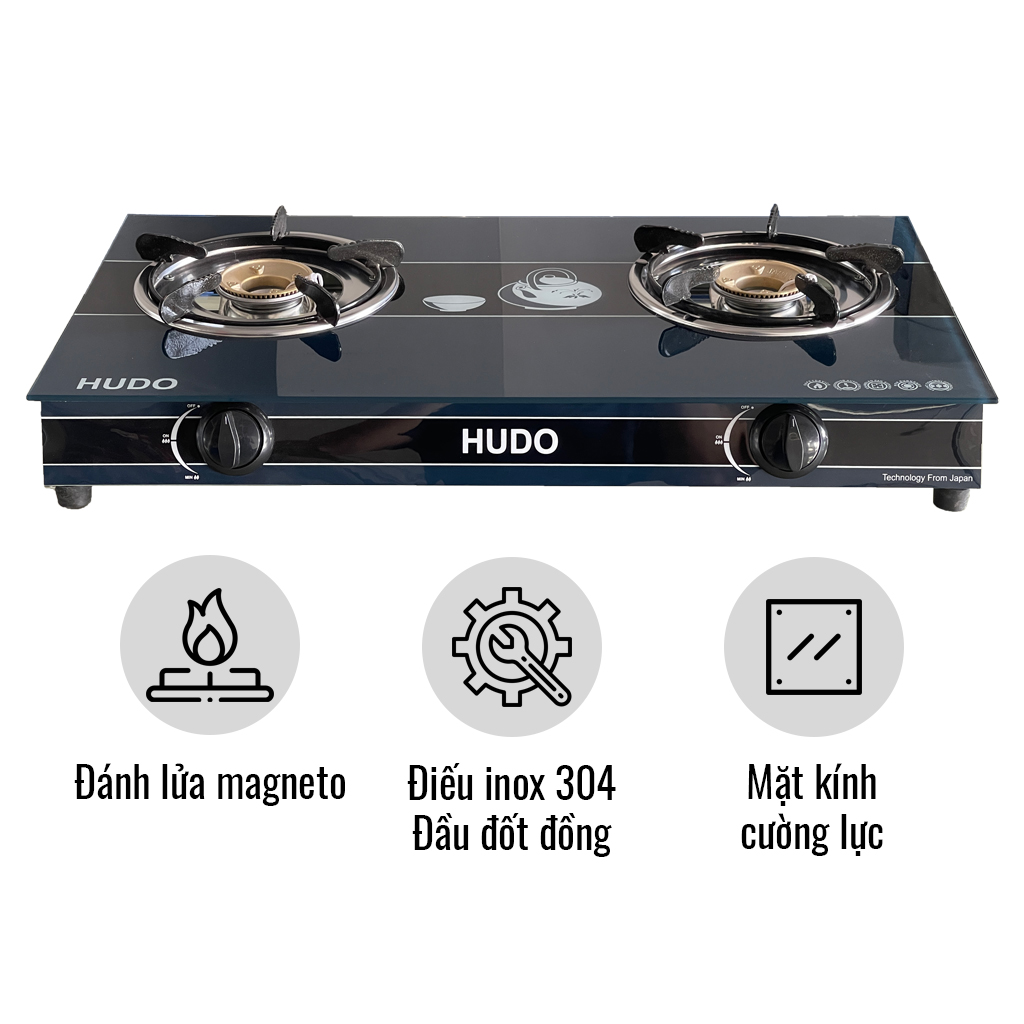 HUDO
OFF
ON
MIN
HUDO
OFF
ON
MIN
Technology From Japan
Đánh lửa magneto
Điếu inox 304
Đầu đốt đồng
Mặt kính
cường lực